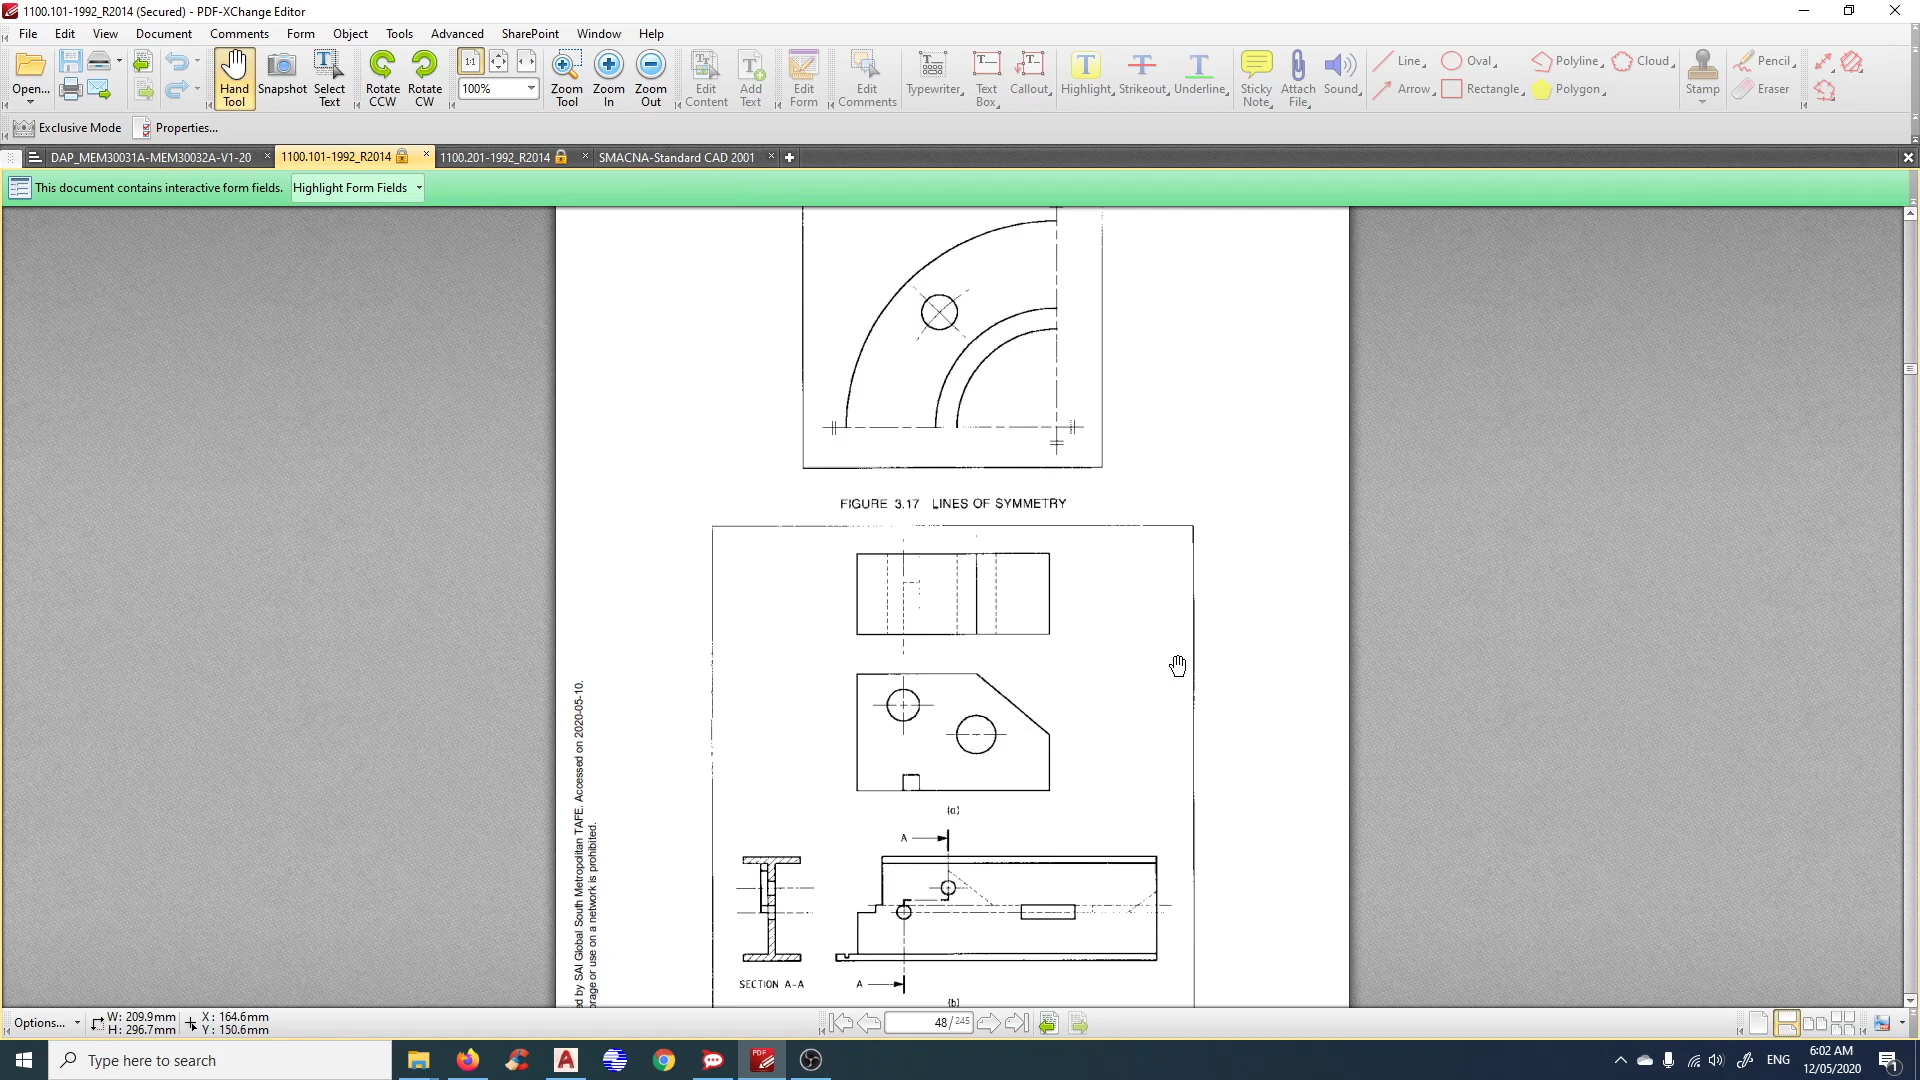 1100.101-1992_R2014 (Secured) - PDF-XChange Editor
File Edit View Document Comments Form Object Tools Advanced SharePoint Window Help
Open...
Hand Tool
Snapshot
Select Text
Rotate CCW
Rotate CW
1:1
100%
Zoom Tool
Zoom In
Zoom Out
Edit Content
Add Text
Edit Form
Edit Comments
Typewriter
Text Box
Callout
Highlight
Strikeout
Underline
Sticky Note
Attach File
Sound
Line
Arrow
Oval
Rectangle
Polyline
Polygon
Cloud
Stamp
Pencil
Eraser
Exclusive Mode Properties...
DAP_MEM30031A-MEM30032A-V1-20 1100.101-1992_R2014 1100.201-1992_R2014 SMACNA-Standard CAD 2001
This document contains interactive form fields. Highlight Form Fields
FIGURE 3.17 LINES OF SYMMETRY
(a)
A
SECTION A-A
A
(b)
ed by SAI Global South Metropolitan TAFE. Accessed on 2020-05-10.
orage or use on a network is prohibited.
Options...
W: 209.9mm
H: 296.7mm
X: 164.6mm
Y: 150.6mm
48/245
Type here to search
PDF
ENG
6:02 AM
12/05/2020
1